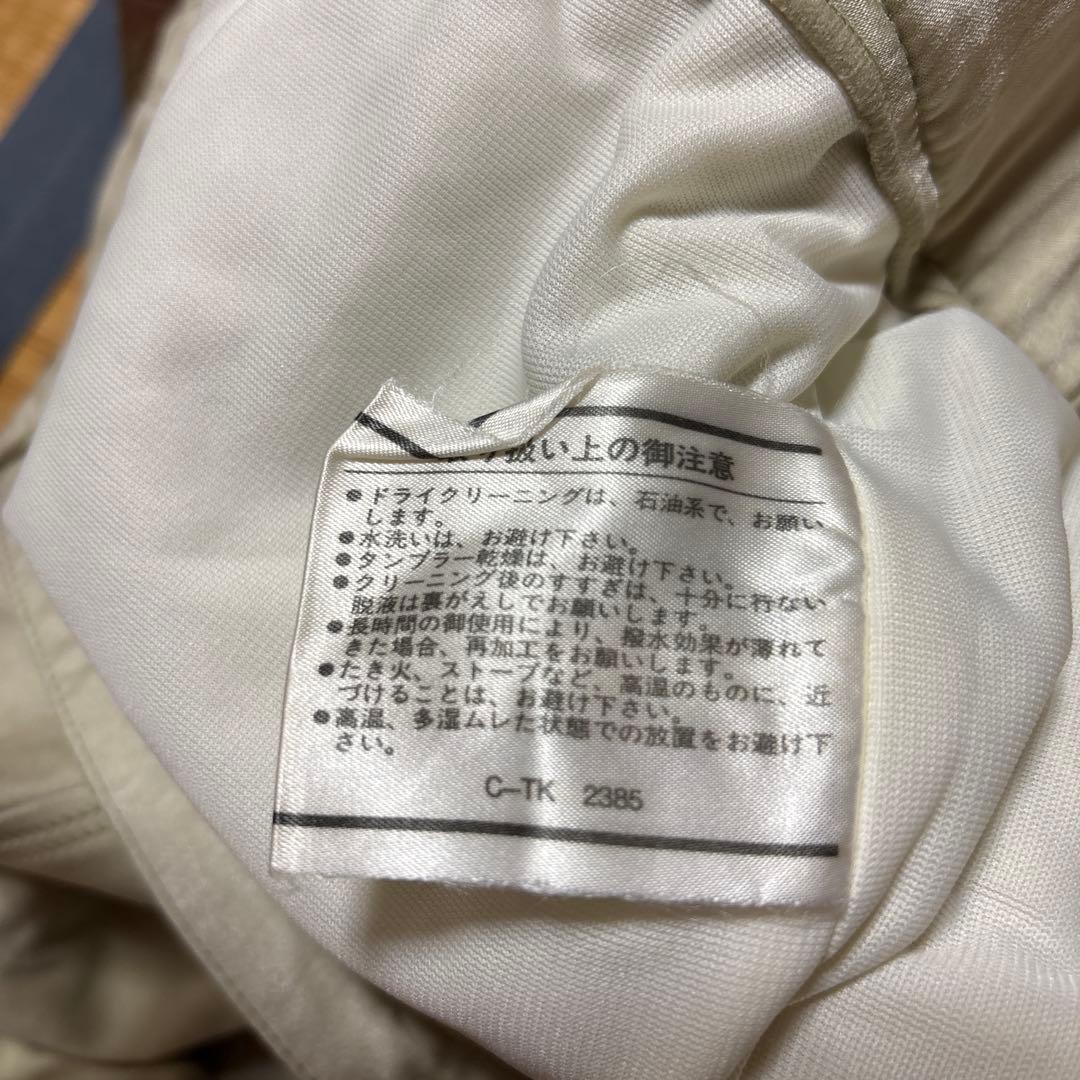 扱い上の御注意
●ドライクリーニングは、石油系で、お願い
します。
●水洗いは、お避け下さい。
●タンブラー乾燥は、お避け下さい。
●クリーニング後のすすぎは、十分に行ない
脱液は裏がえしでお願いします。
●長時間の御使用により、撥水効果が薄れて
きた場合、再加工をお願いします。
●たき火、ストーブなど、高温のものに、近
づけることは、お避け下さい。
●高温、多湿ムレた状態での放置をお避け下
さい。
C-TK 2385